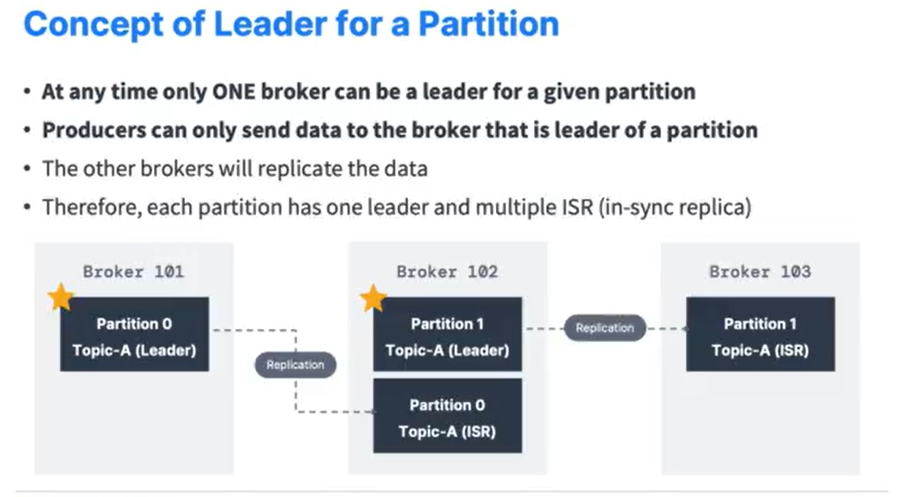 Concept of Leader for a Partition
• At any time only ONE broker can be a leader for a given partition
• Producers can only send data to the broker that is leader of a partition
• The other brokers will replicate the data
• Therefore, each partition has one leader and multiple ISR (in-sync replica)
Broker 101
Partition 0
Topic-A (Leader)
Replication
Broker 102
Partition 1
Topic-A (Leader)
Partition 0
Topic-A (ISR)
Replication
Broker 103
Partition 1
Topic-A (ISR)